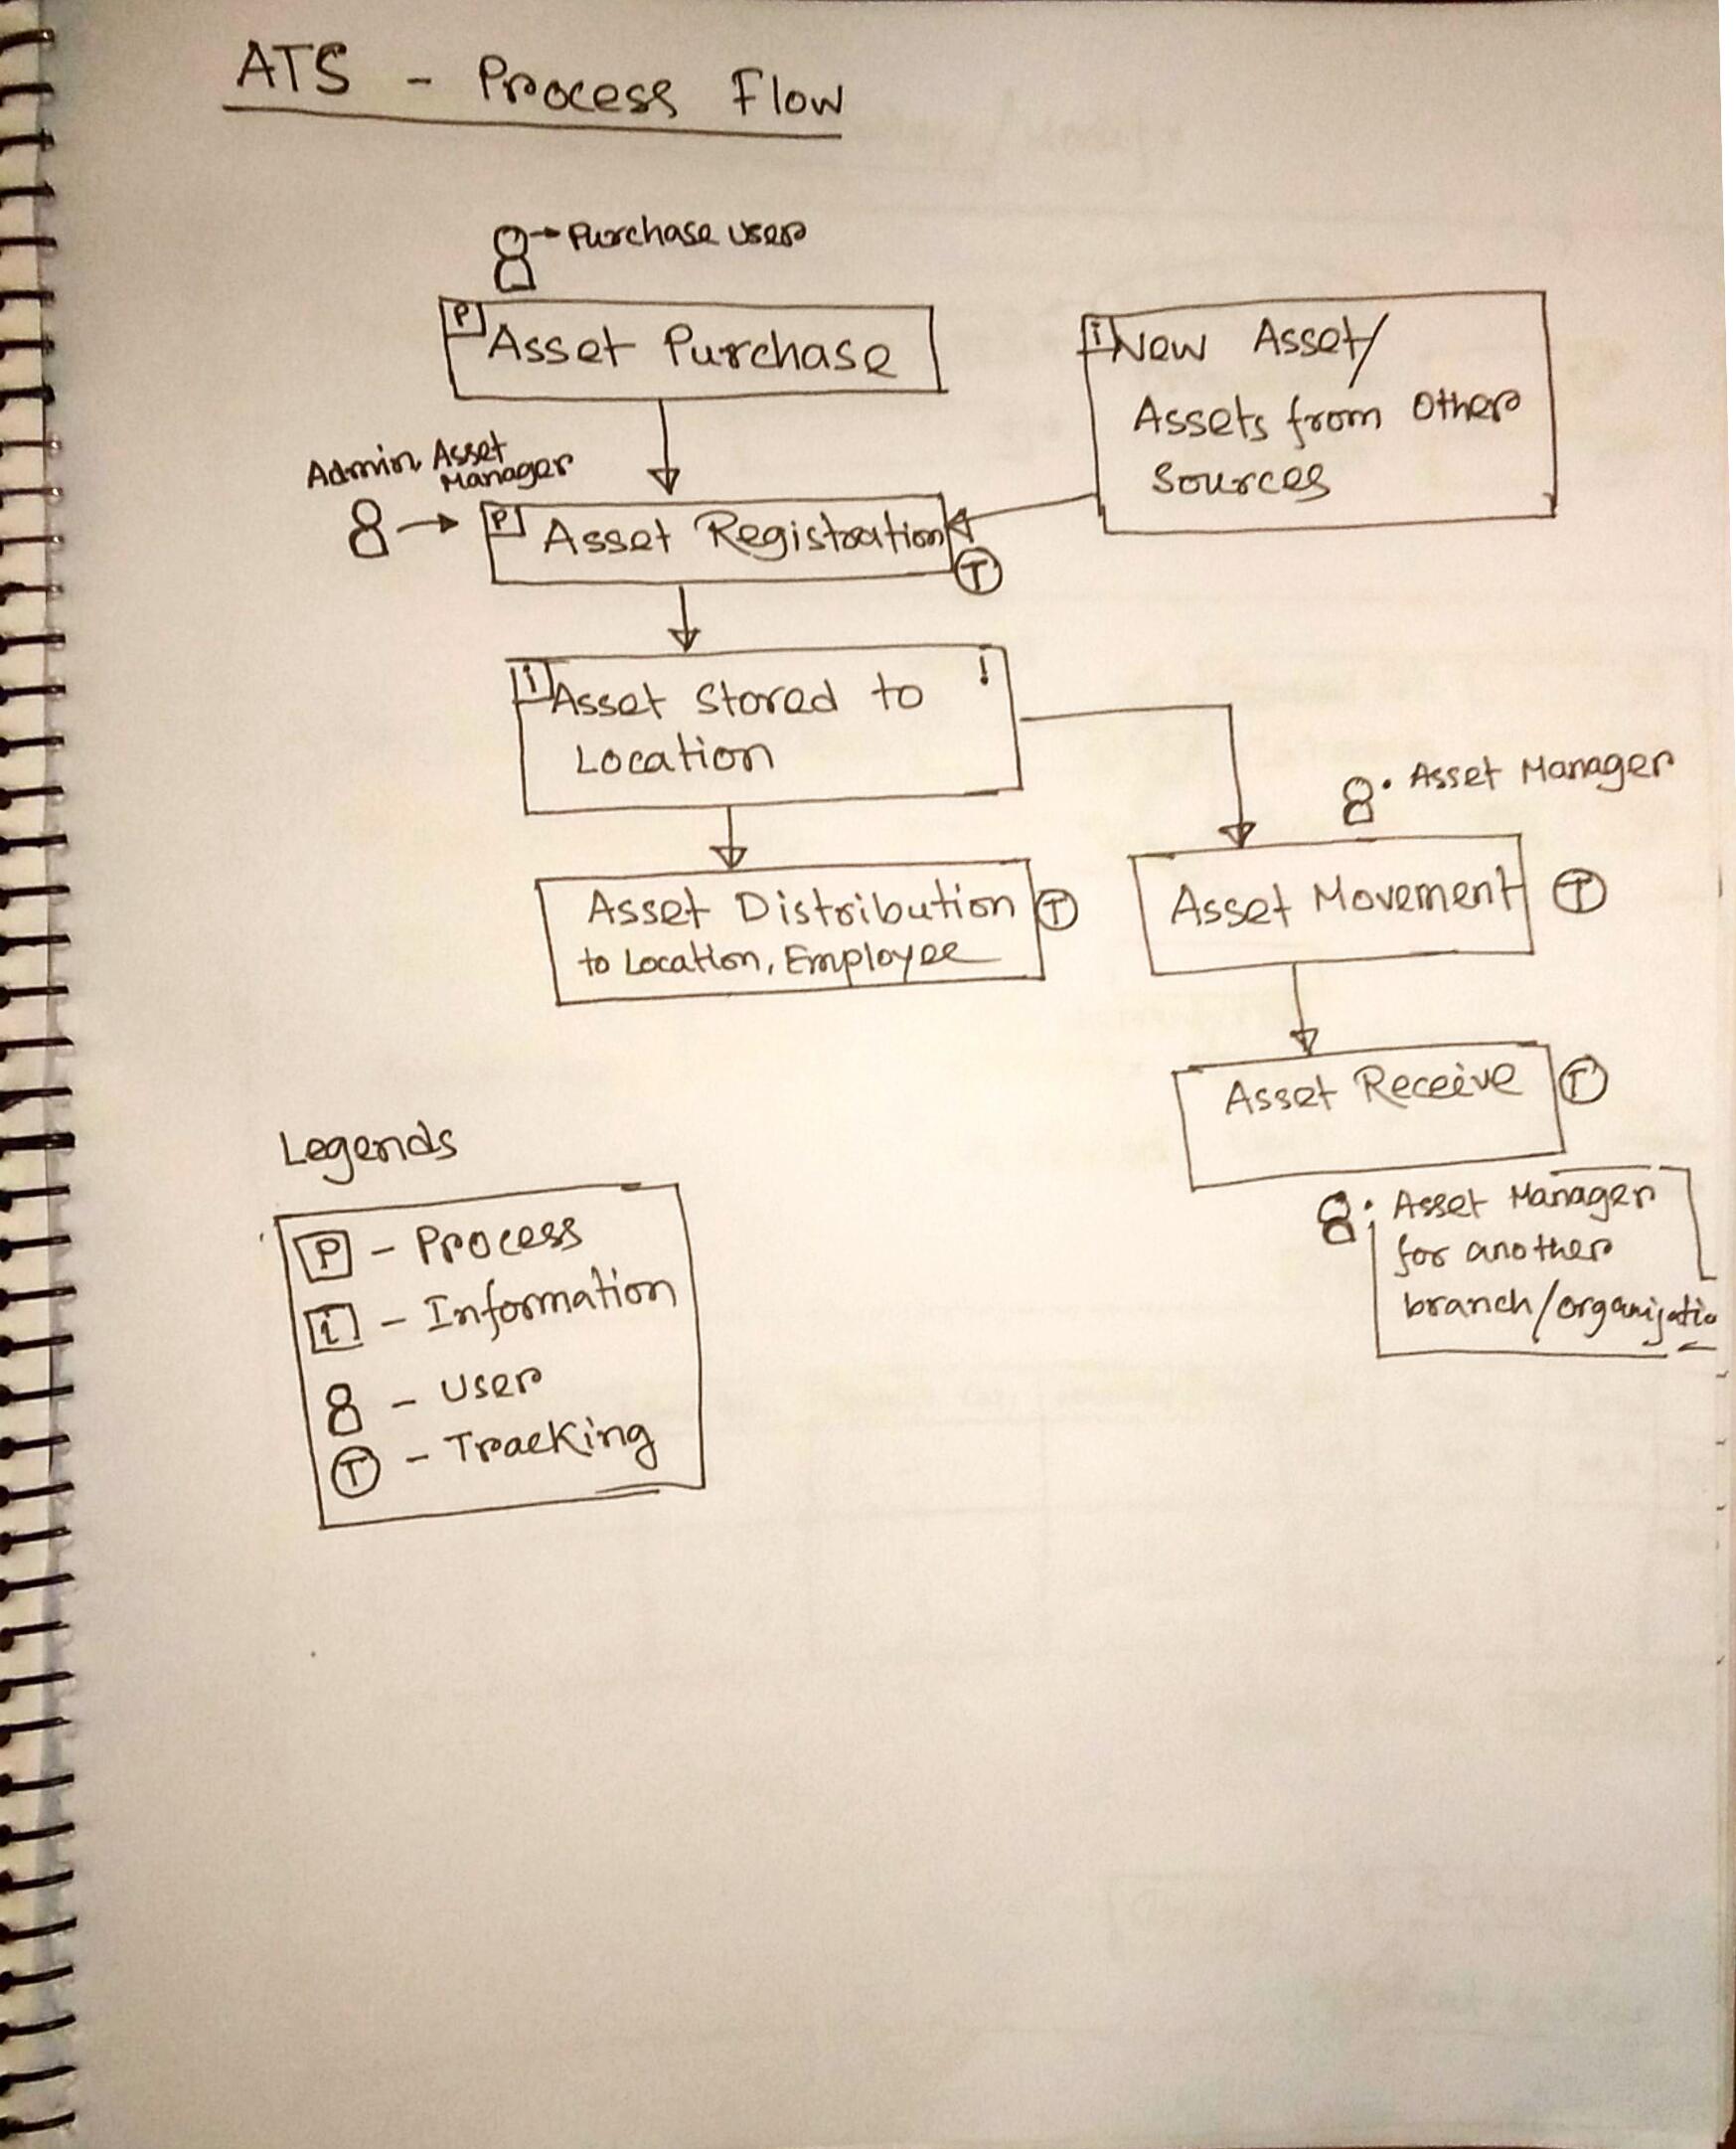 ATS - Process Flow
Purchase User
P
Asset Purchase
i
New Asset/
Assets from Other
Sources
Admin, Asset
Manager
P
Asset Registration
T
i
Asset Stored to
!
Location
Asset Manager
Asset Distribution
T
to Location, Employee
Asset Movement
T
Asset Receive
T
Asset Manager
for another
branch/organizatio
Legends
P - Process
i - Information
- User
T - Tracking